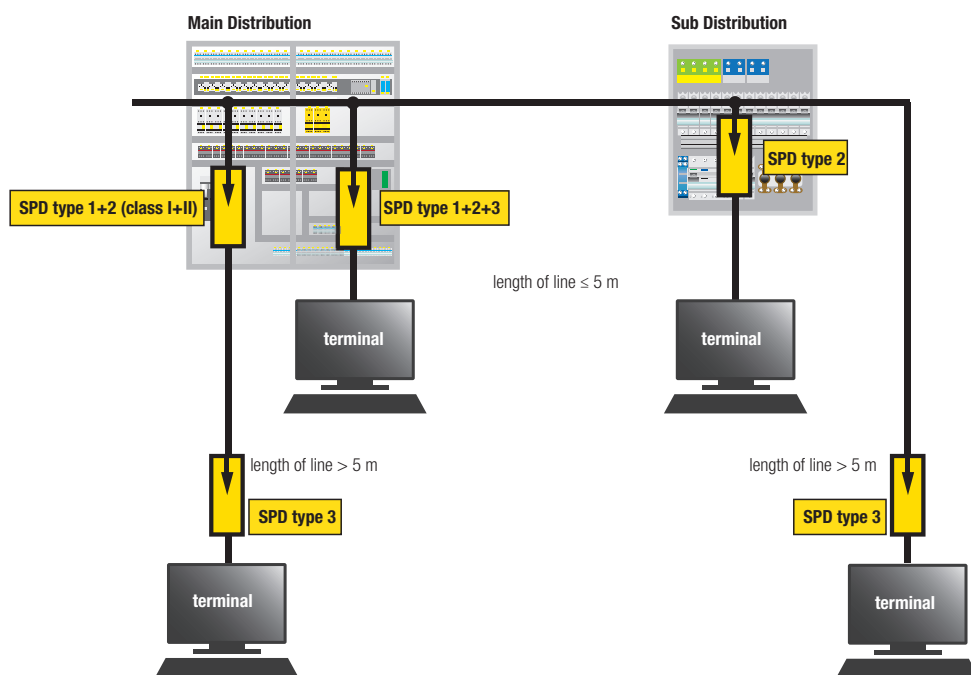 Main Distribution
Sub Distribution
SPD type 2
SPD type 1+2 (class I+II)
SPD type 1+2+3
length of line ≤ 5 m
terminal
terminal
length of line > 5 m
length of line > 5 m
SPD type 3
SPD type 3
terminal
terminal